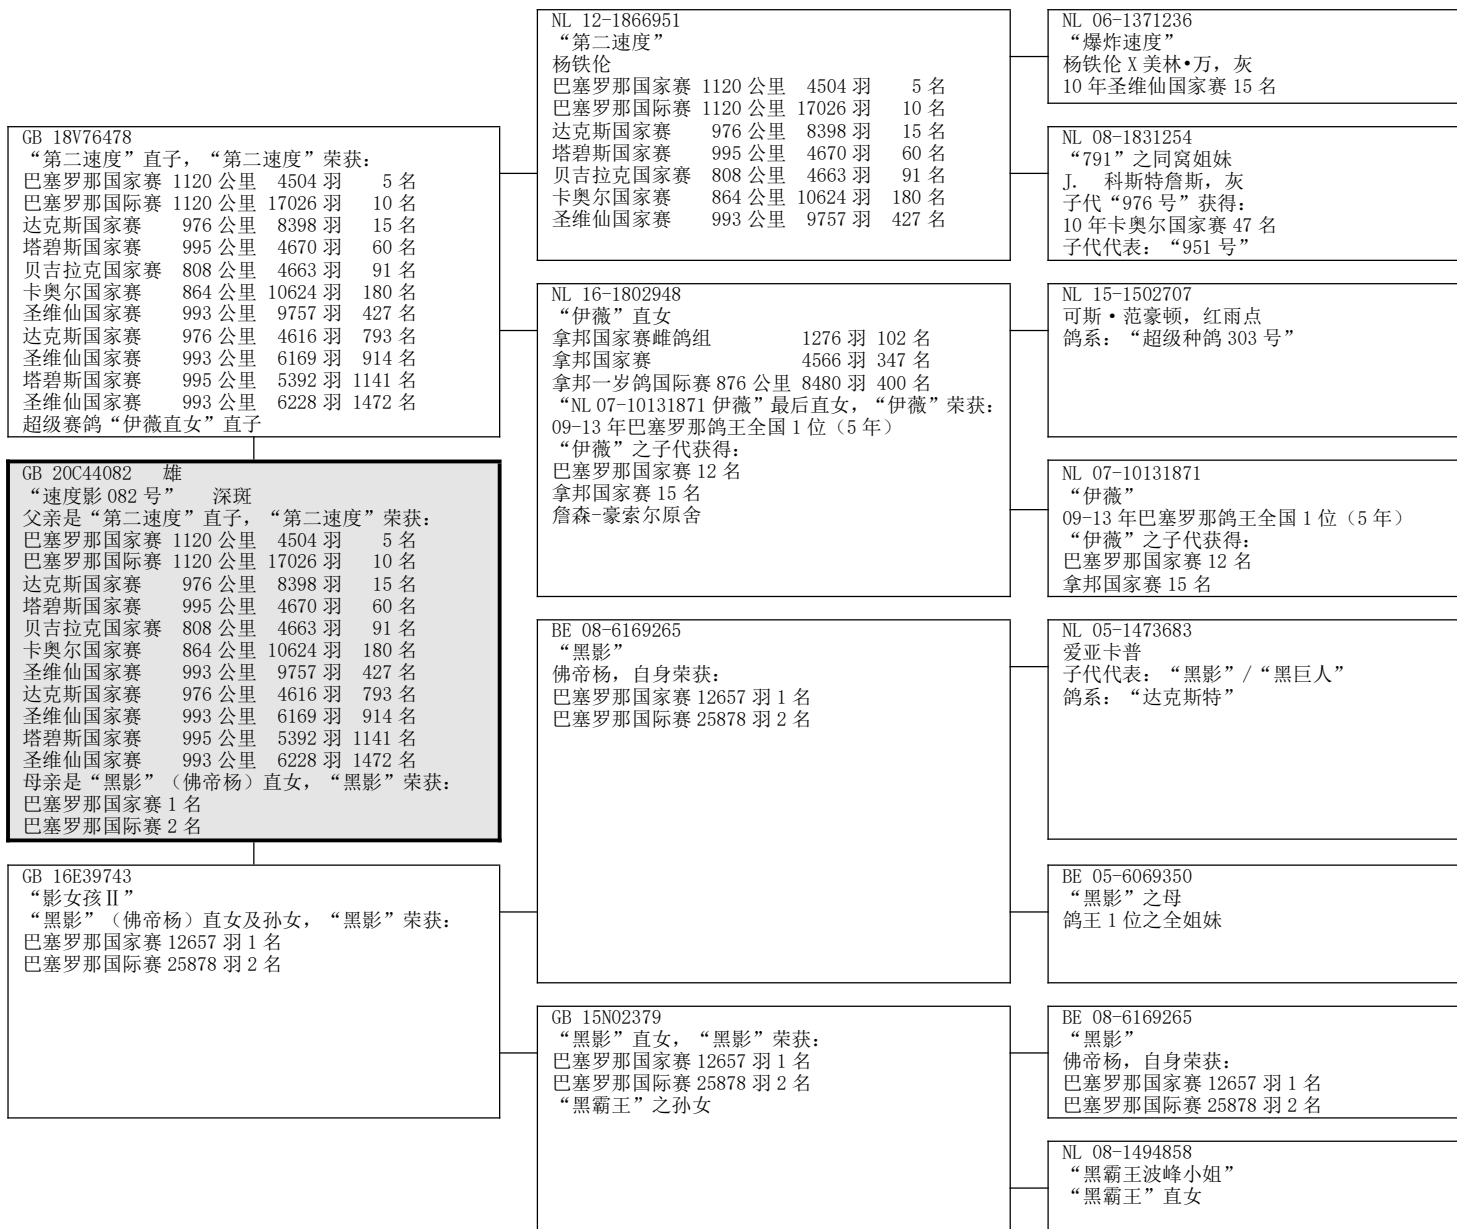 GB 18V76478
“第二速度”直子，“第二速度”荣获：
巴塞罗那国家赛 1120 公里 4504 羽 5 名
巴塞罗那国际赛 1120 公里 17026 羽 10 名
达克斯国家赛 976 公里 8398 羽 15 名
塔碧斯国家赛 995 公里 4670 羽 60 名
贝吉拉克国家赛 808 公里 4663 羽 91 名
卡奥尔国家赛 864 公里 10624 羽 180 名
圣维仙国家赛 993 公里 9757 羽 427 名
达克斯国家赛 976 公里 4616 羽 793 名
圣维仙国家赛 993 公里 6169 羽 914 名
塔碧斯国家赛 995 公里 5392 羽 1141 名
圣维仙国家赛 993 公里 6228 羽 1472 名
超级赛鸽“伊薇直女”直子
GB 20C44082 雄
“速度影 082 号” 深斑
父亲是“第二速度”直子，“第二速度”荣获：
巴塞罗那国家赛 1120 公里 4504 羽 5 名
巴塞罗那国际赛 1120 公里 17026 羽 10 名
达克斯国家赛 976 公里 8398 羽 15 名
塔碧斯国家赛 995 公里 4670 羽 60 名
贝吉拉克国家赛 808 公里 4663 羽 91 名
卡奥尔国家赛 864 公里 10624 羽 180 名
圣维仙国家赛 993 公里 9757 羽 427 名
达克斯国家赛 976 公里 4616 羽 793 名
圣维仙国家赛 993 公里 6169 羽 914 名
塔碧斯国家赛 995 公里 5392 羽 1141 名
圣维仙国家赛 993 公里 6228 羽 1472 名
母亲是“黑影”（佛帝杨）直女，“黑影”荣获：
巴塞罗那国家赛 1 名
巴塞罗那国际赛 2 名
GB 16E39743
“影女孩Ⅱ”
“黑影”（佛帝杨）直女及孙女，“黑影”荣获：
巴塞罗那国家赛 12657 羽 1 名
巴塞罗那国际赛 25878 羽 2 名
NL 12-1866951
“第二速度”
杨铁伦
巴塞罗那国家赛 1120 公里 4504 羽 5 名
巴塞罗那国际赛 1120 公里 17026 羽 10 名
达克斯国家赛 976 公里 8398 羽 15 名
塔碧斯国家赛 995 公里 4670 羽 60 名
贝吉拉克国家赛 808 公里 4663 羽 91 名
卡奥尔国家赛 864 公里 10624 羽 180 名
圣维仙国家赛 993 公里 9757 羽 427 名
NL 16-1802948
“伊薇”直女
拿邦国家赛雌鸽组 1276 羽 102 名
拿邦国家赛 4566 羽 347 名
拿邦一岁鸽国际赛 876 公里 8480 羽 400 名
“NL 07-10131871 伊薇”最后直女，“伊薇”荣获：
09-13 年巴塞罗那鸽王全国 1 位（5 年）
“伊薇”之子代获得：
巴塞罗那国家赛 12 名
拿邦国家赛 15 名
詹森-豪索尔原舍
BE 08-6169265
“黑影”
佛帝杨，自身荣获：
巴塞罗那国家赛 12657 羽 1 名
巴塞罗那国际赛 25878 羽 2 名
GB 15N02379
“黑影”直女，“黑影”荣获：
巴塞罗那国家赛 12657 羽 1 名
巴塞罗那国际赛 25878 羽 2 名
“黑霸王”之孙女
NL 06-1371236
“爆炸速度”
杨铁伦 X 美林•万，灰
10 年圣维仙国家赛 15 名
NL 08-1831254
“791”之同窝姐妹
J. 科斯特詹斯，灰
子代“976 号”获得：
10 年卡奥尔国家赛 47 名
子代代表：“951 号”
NL 15-1502707
可斯·范豪顿，红雨点
鸽系：“超级种鸽 303 号”
NL 07-10131871
“伊薇”
09-13 年巴塞罗那鸽王全国 1 位（5 年）
“伊薇”之子代获得：
巴塞罗那国家赛 12 名
拿邦国家赛 15 名
NL 05-1473683
爱亚卡普
子代代表：“黑影”/“黑巨人”
鸽系：“达克斯特”
BE 05-6069350
“黑影”之母
鸽王 1 位之全姐妹
BE 08-6169265
“黑影”
佛帝杨，自身荣获：
巴塞罗那国家赛 12657 羽 1 名
巴塞罗那国际赛 25878 羽 2 名
NL 08-1494858
“黑霸王波峰小姐”
“黑霸王”直女